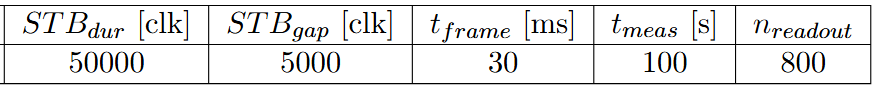 STB_dur [clk] STB_gap [clk] t_frame [ms] t_meas [s] n_readout
50000 5000 30 100 800